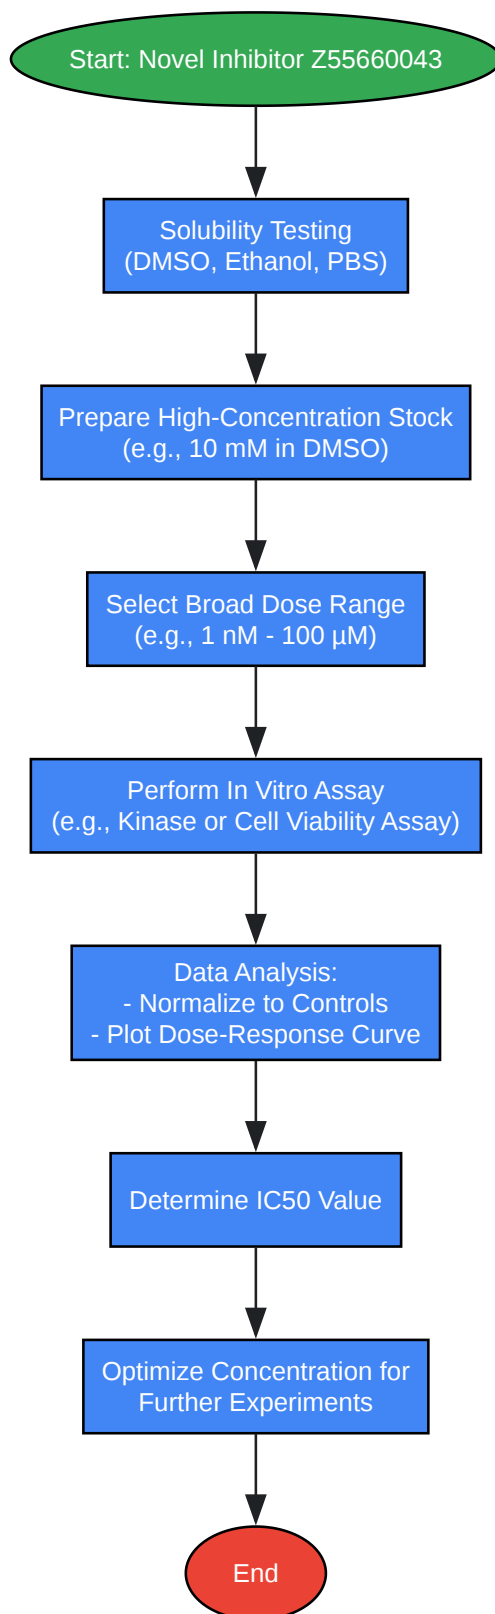 Start: Novel Inhibitor Z55660043
Solubility Testing
(DMSO, Ethanol, PBS)
Prepare High-Concentration Stock
(e.g., 10 mM in DMSO)
Select Broad Dose Range
(e.g., 1 nM - 100 µM)
Perform In Vitro Assay
(e.g., Kinase or Cell Viability Assay)
Data Analysis:
- Normalize to Controls
- Plot Dose-Response Curve
Determine IC50 Value
Optimize Concentration for
Further Experiments
End